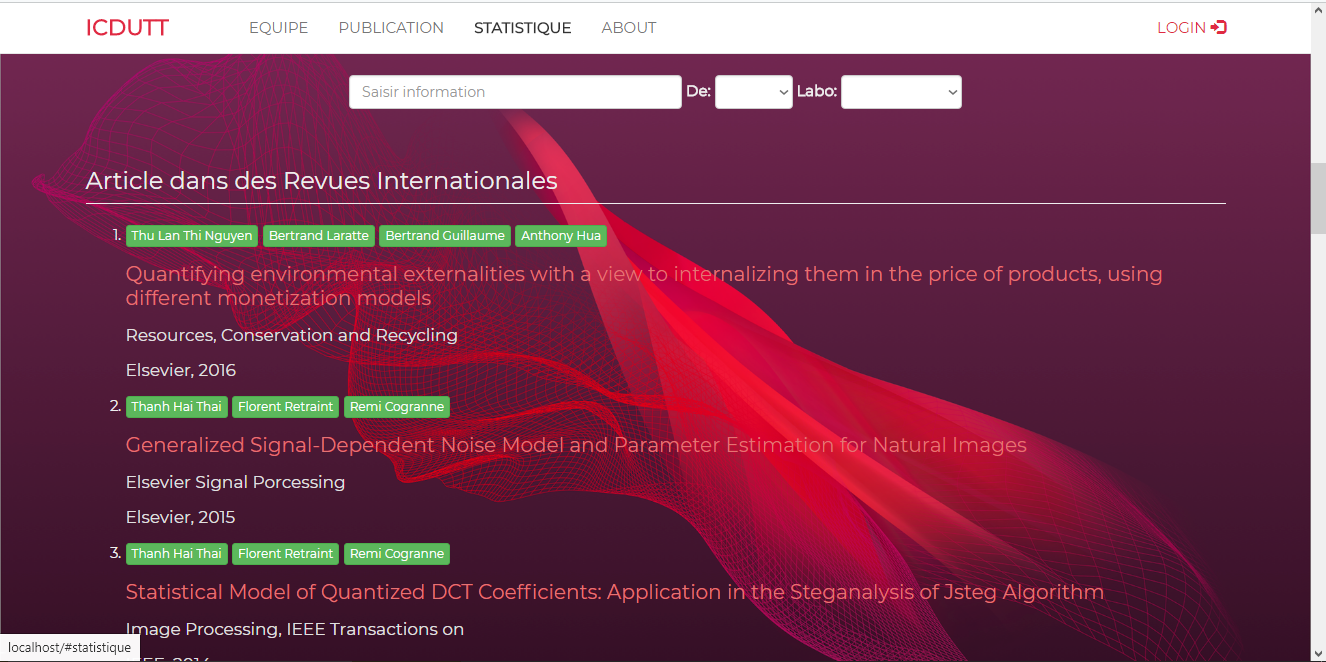 ICDUTT EQUIPE PUBLICATION STATISTIQUE ABOUT LOGIN
Saisir information De: Labo:
Article dans des Revues Internationales
1. Thu Lan Thi Nguyen Bertrand Laratte Bertrand Guillaume Anthony Hua
Quantifying environmental externalities with a view to internalizing them in the price of products, using
different monetization models
Resources, Conservation and Recycling
Elsevier, 2016
2. Thanh Hai Thai Florent Retraint Remi Cogranne
Generalized Signal-Dependent Noise Model and Parameter Estimation for Natural Images
Elsevier Signal Porcessing
Elsevier, 2015
3. Thanh Hai Thai Florent Retraint Remi Cogranne
Statistical Model of Quantized DCT Coefficients: Application in the Steganalysis of Jsteg Algorithm
Image Processing, IEEE Transactions on
localhost/#statistique